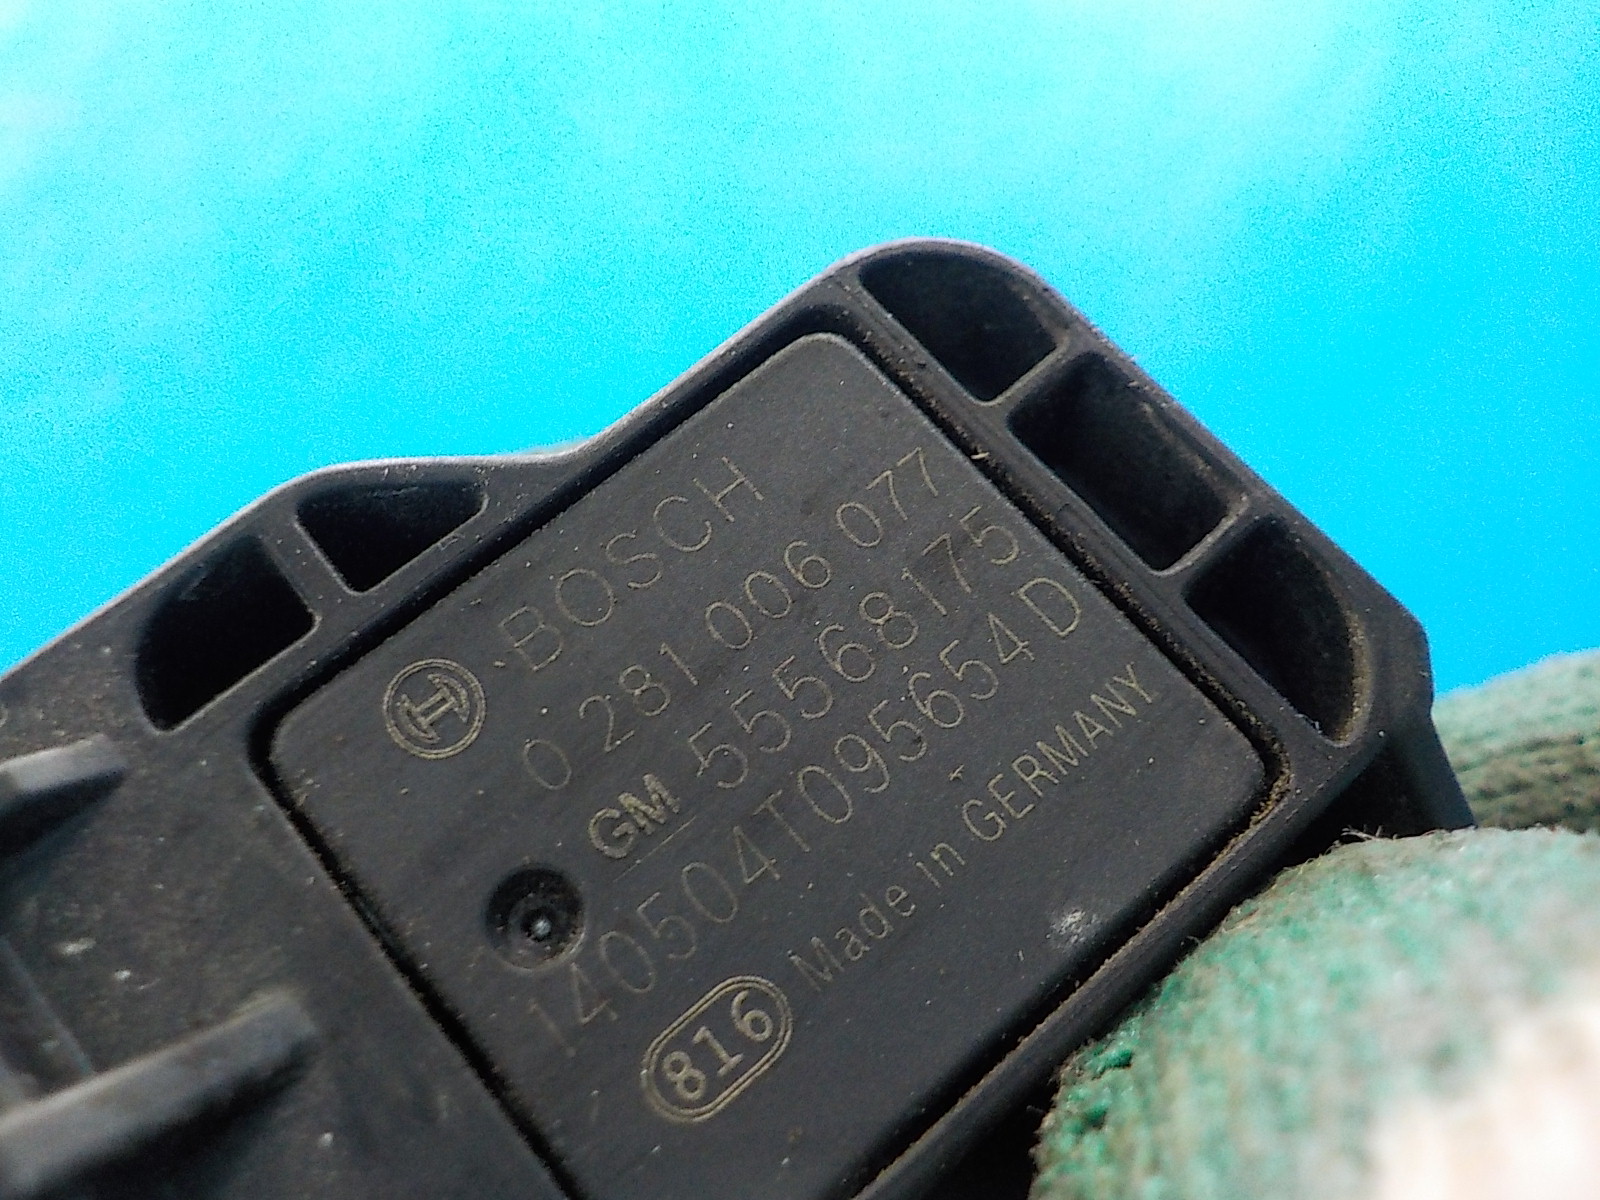 BOSCH
0 281 006 077
GM 55568175
140504T095654D
816 Made in GERMANY